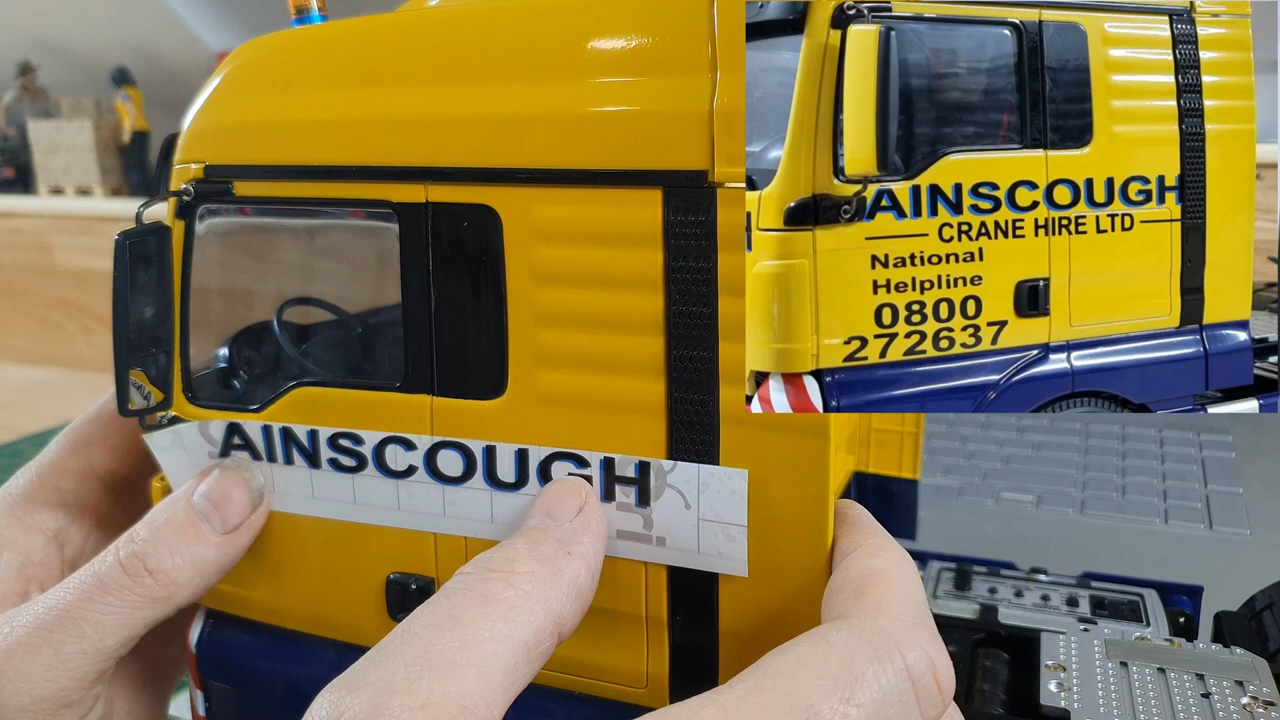 AINSCOUGH
AINSCOUGH
CRANE HIRE LTD
National
Helpline
0800
272637